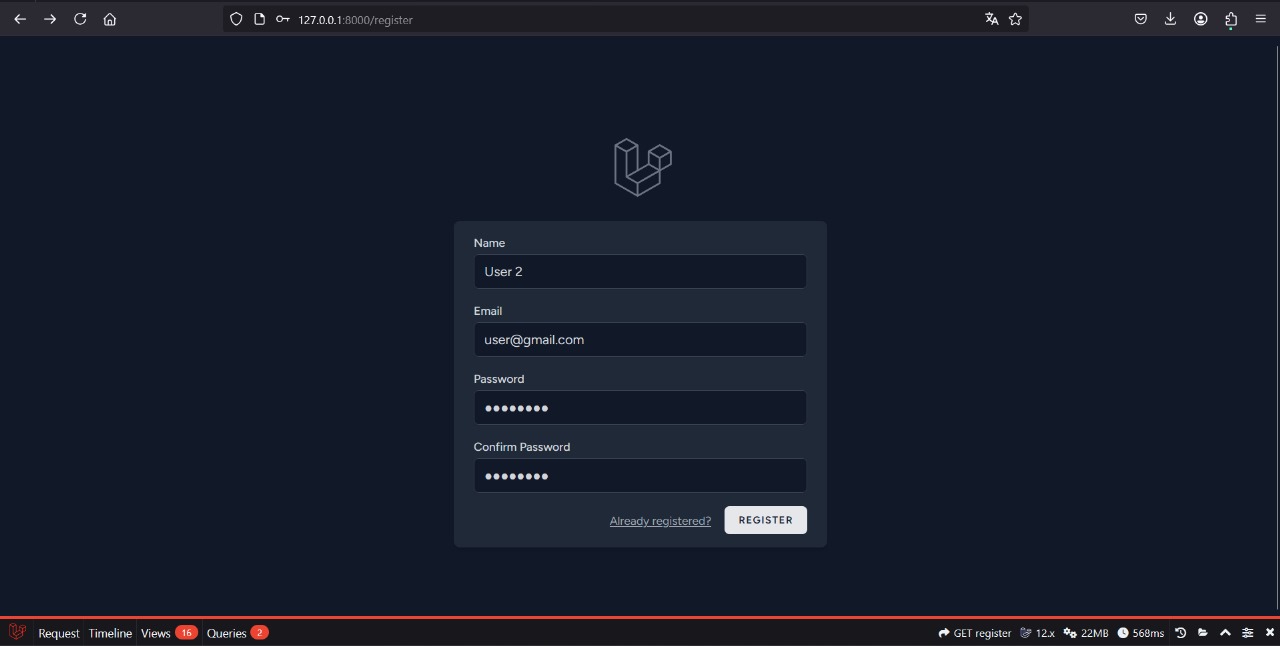 127.0.0.1:8000/register
Name
User 2
Email
user@gmail.com
Password
●●●●●●●●
Confirm Password
●●●●●●●●
Already registered? REGISTER
Request Timeline Views 16 Queries 2 GET register 12.x 22MB 568ms